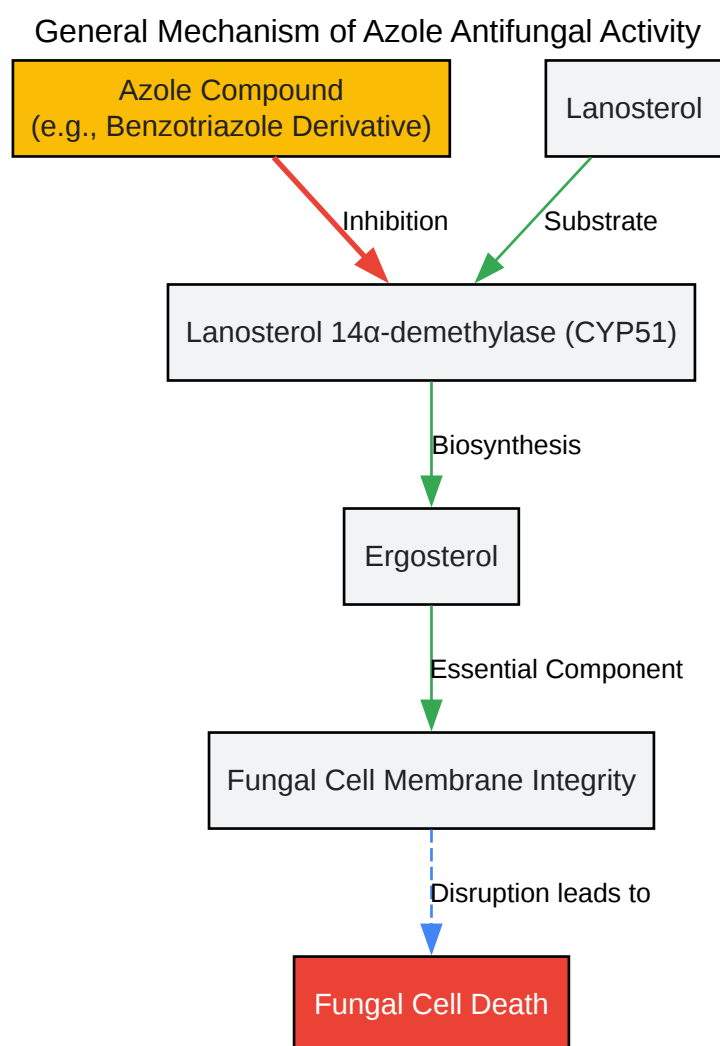 General Mechanism of Azole Antifungal Activity
Azole Compound
(e.g., Benzotriazole Derivative)
Lanosterol
Inhibition
Substrate
Lanosterol 14α-demethylase (CYP51)
Biosynthesis
Ergosterol
Essential Component
Fungal Cell Membrane Integrity
Disruption leads to
Fungal Cell Death